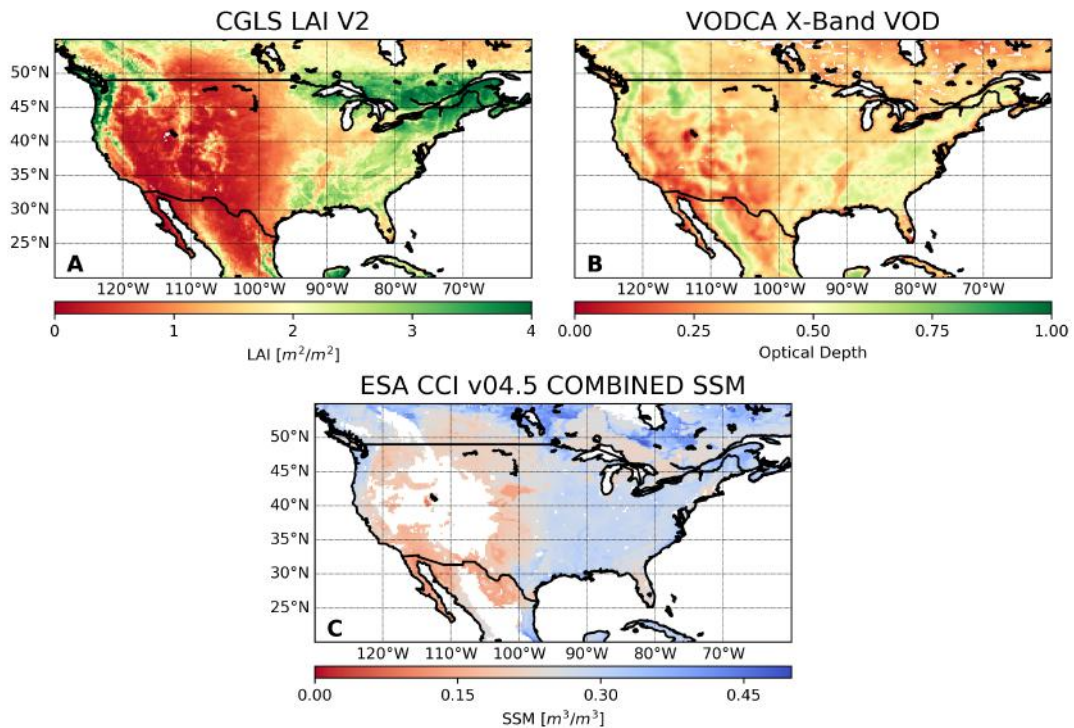 CGLS LAI V2
50°N
45°N
40°N
35°N
30°N
25°N
A
120°W 110°W 100°W 90°W 80°W 70°W
0 1 2 3 4
LAI [m²/m²]
VODCA X-Band VOD
50°N
45°N
40°N
35°N
30°N
25°N
B
120°W 110°W 100°W 90°W 80°W 70°W
0.00 0.25 0.50 0.75 1.00
Optical Depth
ESA CCI v04.5 COMBINED SSM
50°N
45°N
40°N
35°N
30°N
25°N
C
120°W 110°W 100°W 90°W 80°W 70°W
0.00 0.15 0.30 0.45
SSM [m³/m³]